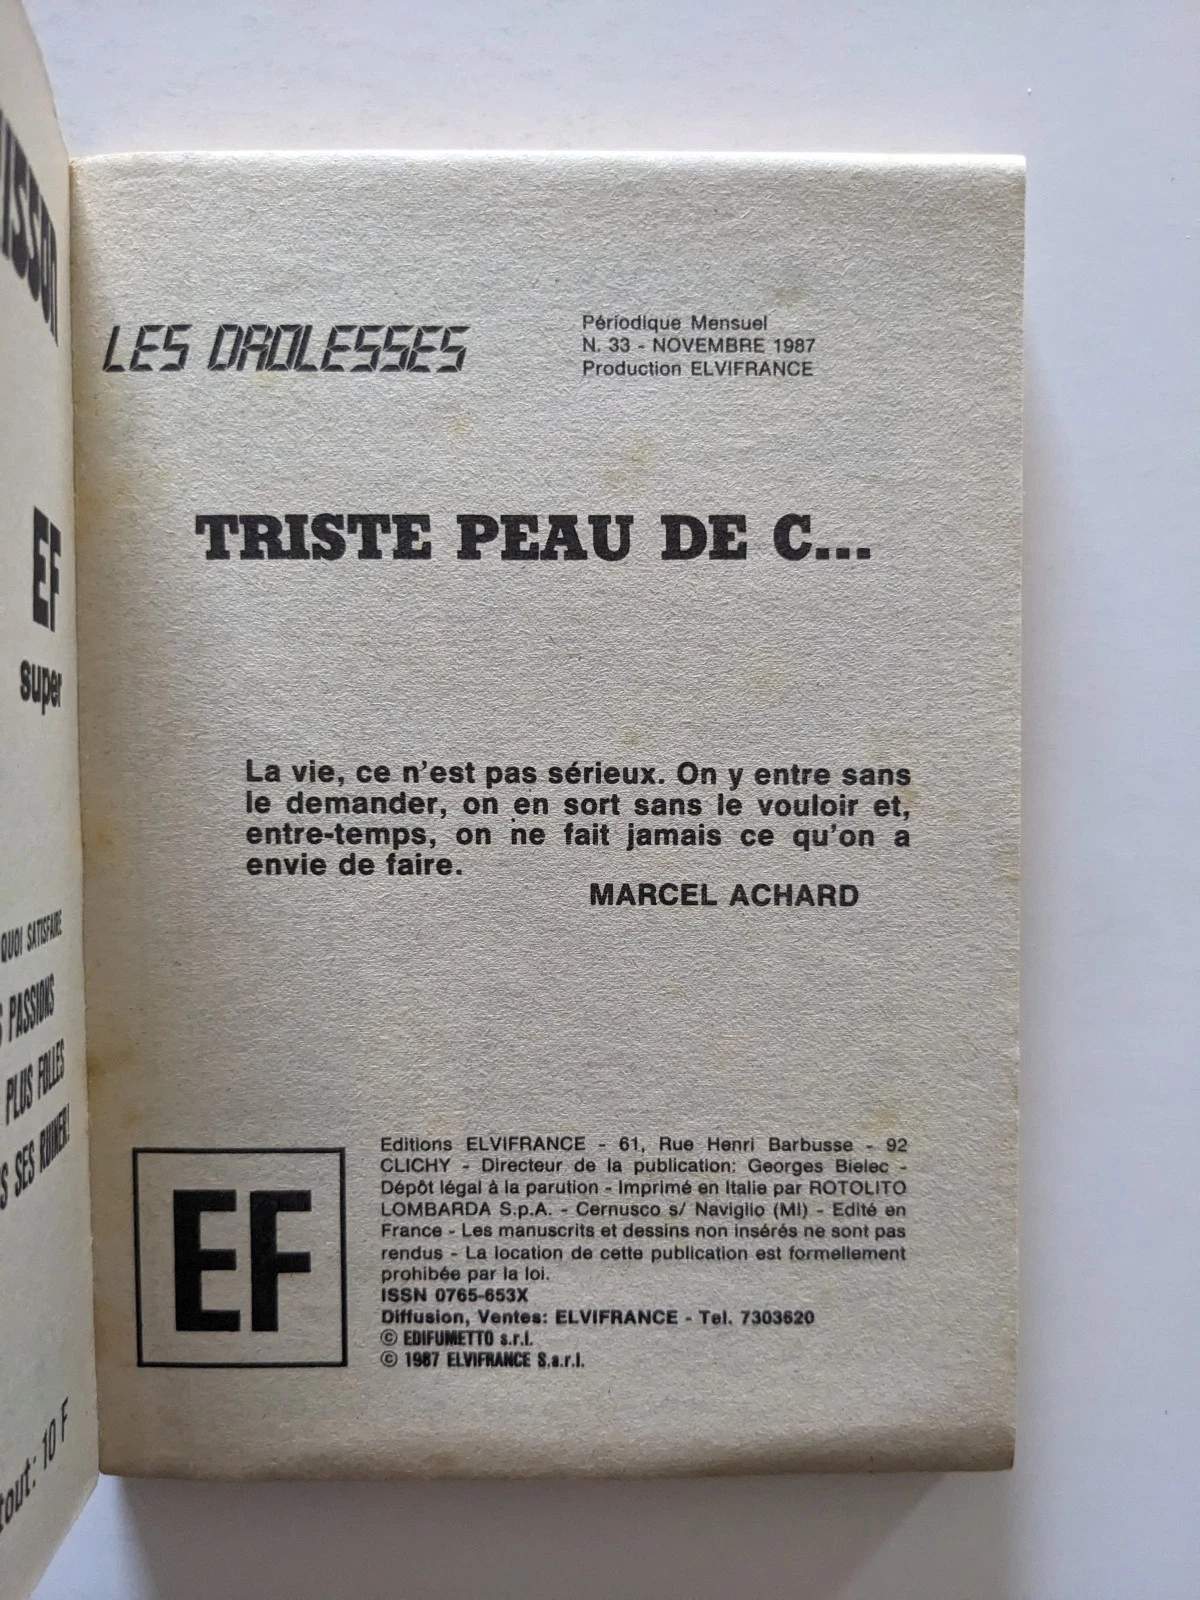 EF
super
QUOI SATISFAIRE
PASSIONS
PLUS FOLLES
SES RUINER!
tout: 10 F
LES DROLESSES
Périodique Mensuel
N. 33 - NOVEMBRE 1987
Production ELVIFRANCE
TRISTE PEAU DE C...
La vie, ce n'est pas sérieux. On y entre sans
le demander, on en sort sans le vouloir et,
entre-temps, on ne fait jamais ce qu'on a
envie de faire.
MARCEL ACHARD
EF
Editions ELVIFRANCE - 61, Rue Henri Barbusse - 92
CLICHY - Directeur de la publication: Georges Bielec -
Dépôt légal à la parution - Imprimé en Italie par ROTOLITO
LOMBARDA S.p.A. - Cernusco s/ Naviglio (MI) - Edité en
France - Les manuscrits et dessins non insérés ne sont pas
rendus - La location de cette publication est formellement
prohibée par la loi.
ISSN 0765-653X
Diffusion, Ventes: ELVIFRANCE - Tel. 7303620
© EDIFUMETTO s.r.l.
© 1987 ELVIFRANCE S.a.r.l.